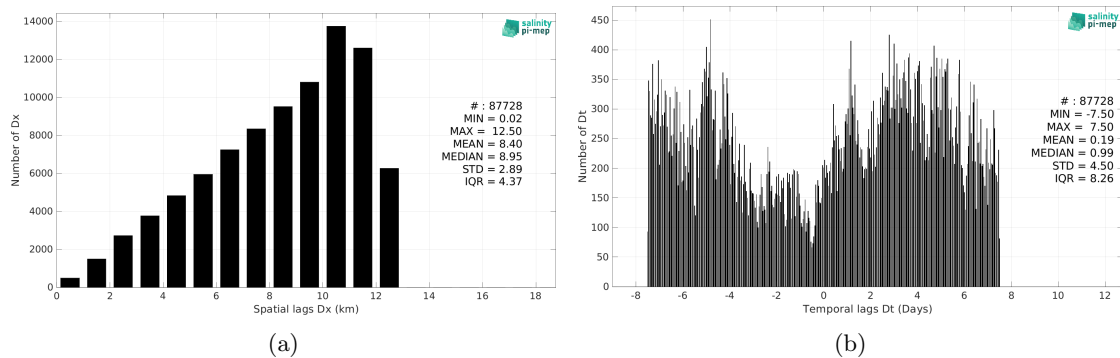 14000
12000
10000
8000
6000
4000
2000
0
Number of Dx
0
2
4
6
8
10
12
14
16
18
Spatial lags Dx (km)
salinity
pi-mep
# : 87728
MIN = 0.02
MAX = 12.50
MEAN = 8.40
MEDIAN = 8.95
STD = 2.89
IQR = 4.37
(a)
450
400
350
300
250
200
150
100
50
0
Number of Dt
-8
-6
-4
-2
0
2
4
6
8
10
12
Temporal lags Dt (Days)
salinity
pi-mep
# : 87728
MIN = -7.50
MAX = 7.50
MEAN = 0.19
MEDIAN = 0.99
STD = 4.50
IQR = 8.26
(b)